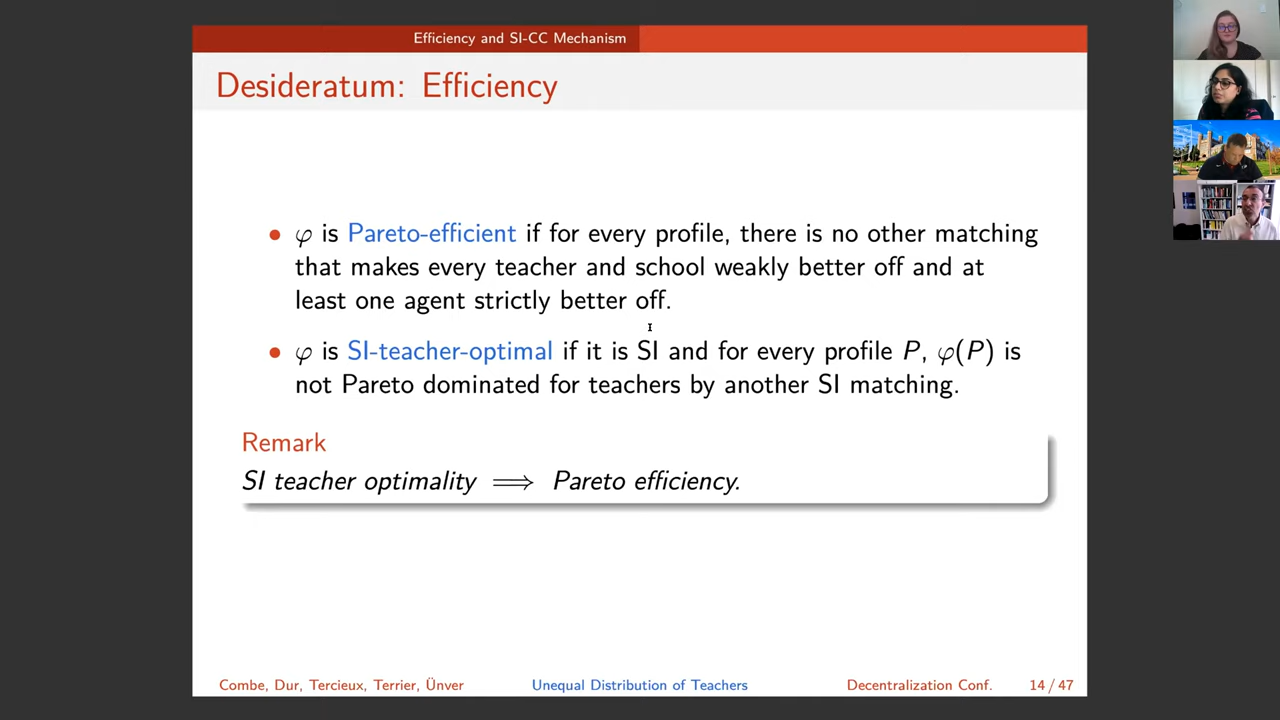 Efficiency and SI-CC Mechanism
Desideratum: Efficiency
• φ is Pareto-efficient if for every profile, there is no other matching
that makes every teacher and school weakly better off and at
least one agent strictly better off.
• φ is SI-teacher-optimal if it is SI and for every profile P, φ(P) is
not Pareto dominated for teachers by another SI matching.
Remark
SI teacher optimality ⟹ Pareto efficiency.
Combe, Dur, Tercieux, Terrier, Ünver
Unequal Distribution of Teachers
Decentralization Conf.
14 / 47